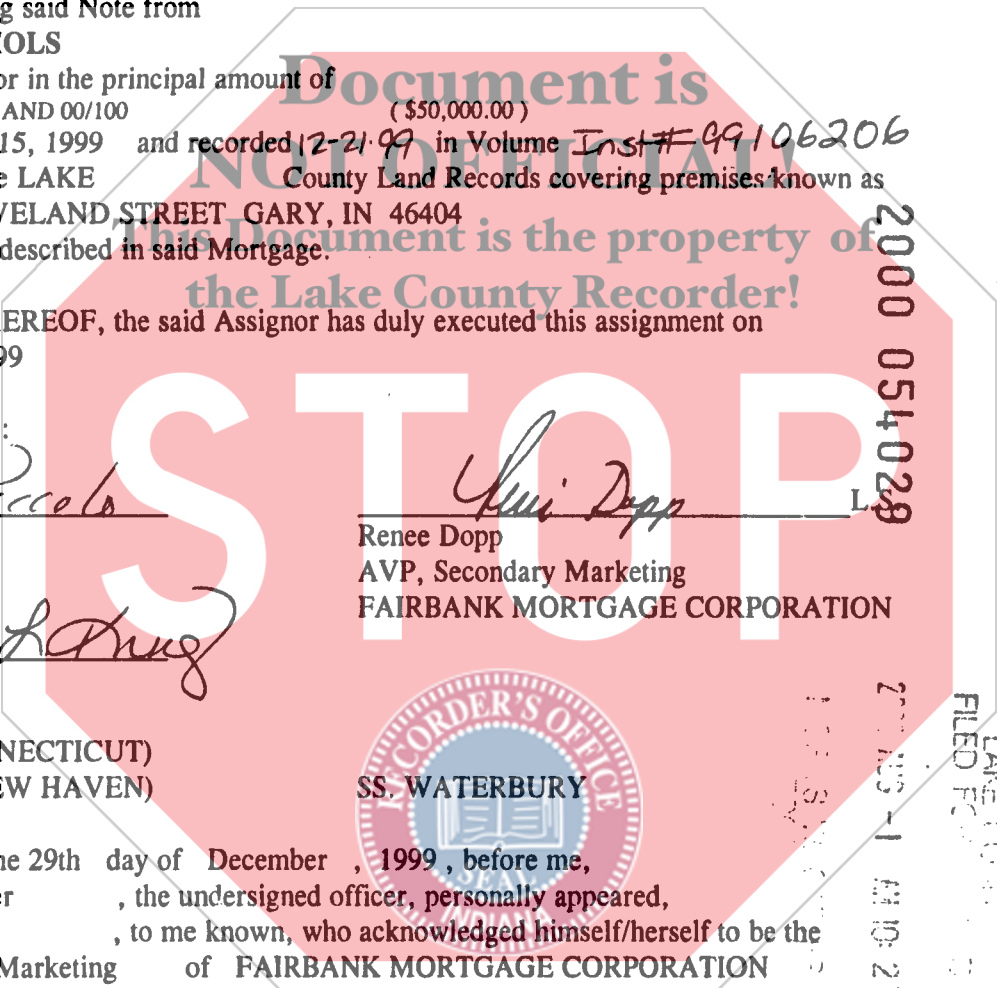 g said Note from
OLS
or in the principal amount of
AND 00/100 ( $50,000.00 )
15, 1999 and recorded 12-21-99 in Volume Inst# 99106206
e LAKE County Land Records covering premises known as
VELAND STREET GARY, IN 46404
described in said Mortgage.
EREOF, the said Assignor has duly executed this assignment on
99
Document is
NOT OFFICIAL!
This Document is the property of
the Lake County Recorder!
STOP
2000 054029
Renee Dopp
L.S
Renee Dopp
AVP, Secondary Marketing
FAIRBANK MORTGAGE CORPORATION
RECORDER'S OFFICE
SEAL
INDIANA
NECTICUT)
EW HAVEN) SS. WATERBURY
he 29th day of December , 1999 , before me,
er , the undersigned officer, personally appeared,
, to me known, who acknowledged himself/herself to be the
Marketing of FAIRBANK MORTGAGE CORPORATION
FILED